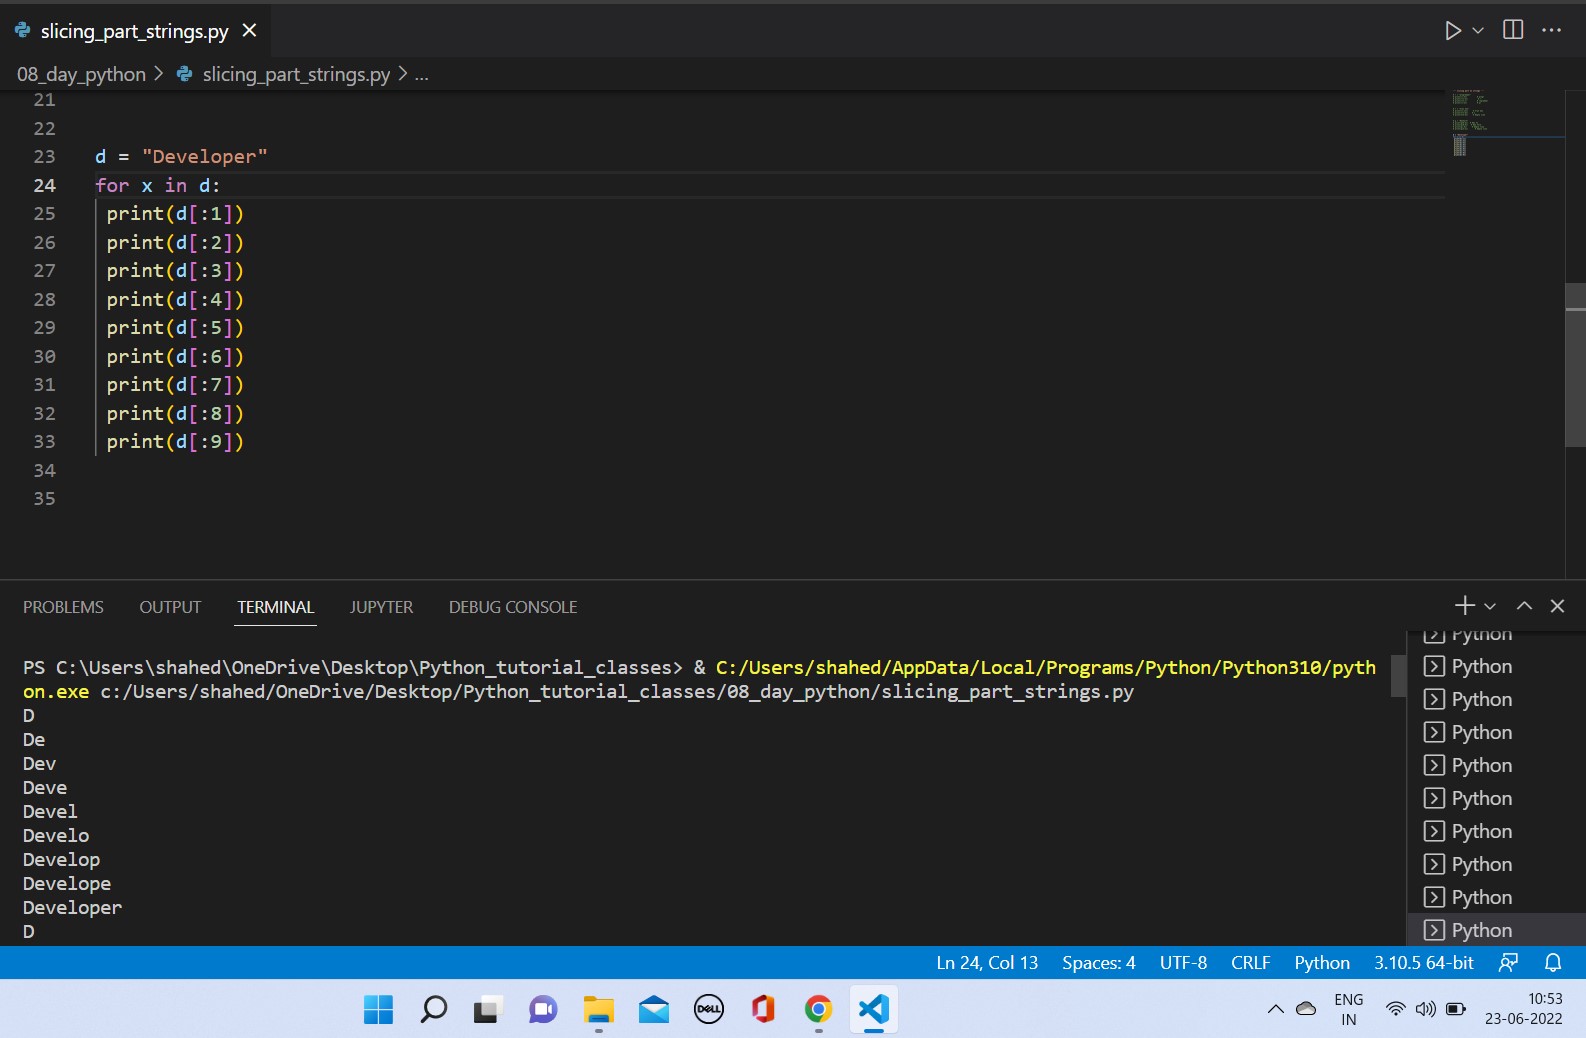 slicing_part_strings.py
08_day_python > slicing_part_strings.py > ...
21
22
23 d = "Developer"
24 for x in d:
25 print(d[:1])
26 print(d[:2])
27 print(d[:3])
28 print(d[:4])
29 print(d[:5])
30 print(d[:6])
31 print(d[:7])
32 print(d[:8])
33 print(d[:9])
34
35
PROBLEMS OUTPUT TERMINAL JUPYTER DEBUG CONSOLE
PS C:\Users\shahed\OneDrive\Desktop\Python_tutorial_classes> & C:/Users/shahed/AppData/Local/Programs/Python/Python310/pyth
on.exe c:/Users/shahed/OneDrive/Desktop/Python_tutorial_classes/08_day_python/slicing_part_strings.py
D
De
Dev
Deve
Devel
Develo
Develop
Develope
Developer
D
Python
Python
Python
Python
Python
Python
Python
Python
Python
Python
Ln 24, Col 13 Spaces: 4 UTF-8 CRLF Python 3.10.5 64-bit
DELL
ENG
IN
10:53
23-06-2022